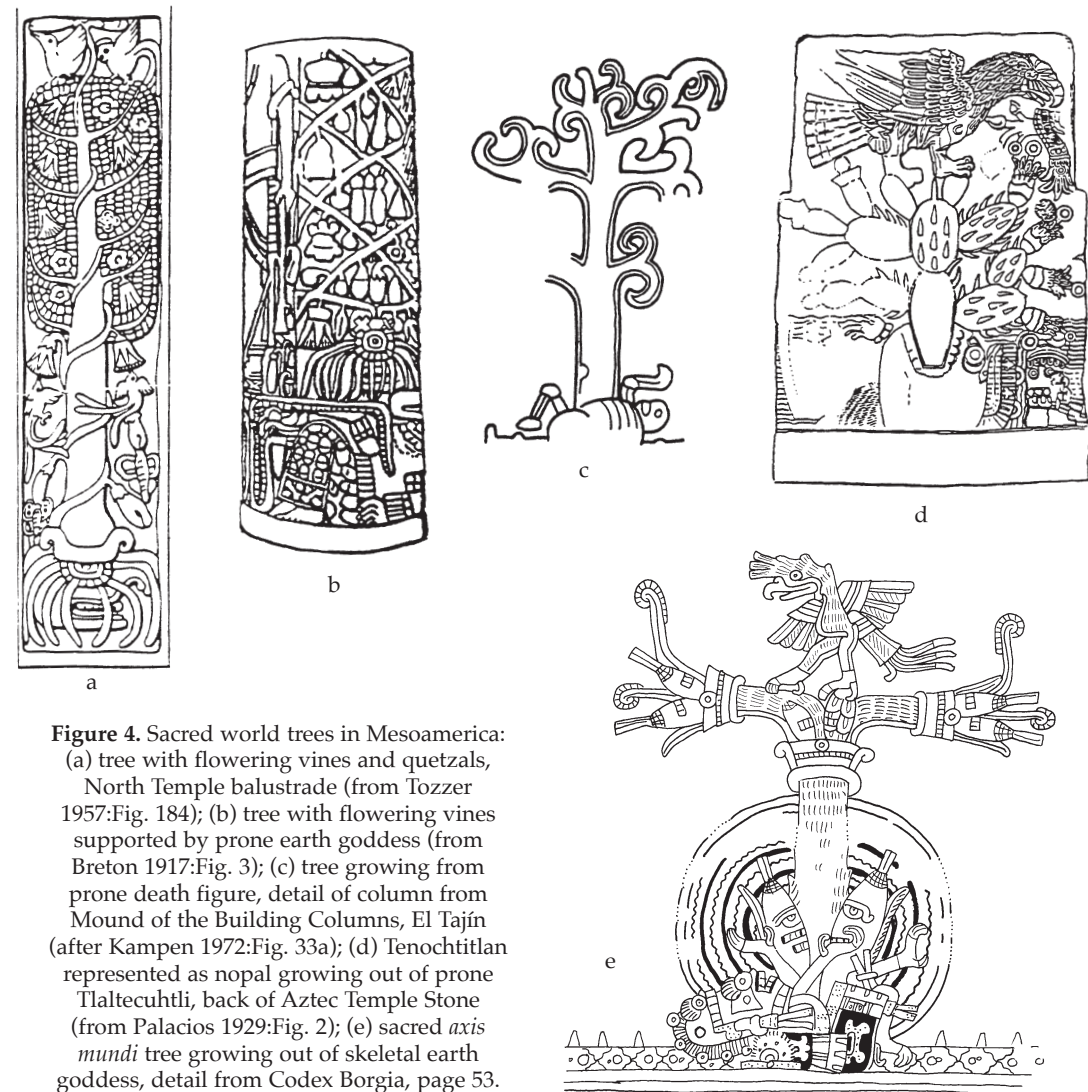 a
b
c
d
e
Figure 4. Sacred world trees in Mesoamerica:
(a) tree with flowering vines and quetzals,
North Temple balustrade (from Tozzer
1957:Fig. 184); (b) tree with flowering vines
supported by prone earth goddess (from
Breton 1917:Fig. 3); (c) tree growing from
prone death figure, detail of column from
Mound of the Building Columns, El Tajín
(after Kampen 1972:Fig. 33a); (d) Tenochtitlan
represented as nopal growing out of prone
Tlaltecuhtli, back of Aztec Temple Stone
(from Palacios 1929:Fig. 2); (e) sacred axis
mundi tree growing out of skeletal earth
goddess, detail from Codex Borgia, page 53.